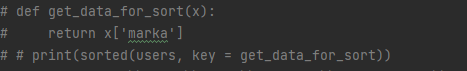 # def get_data_for_sort(x):
#     return x['marka']
# # print(sorted(users, key = get_data_for_sort))